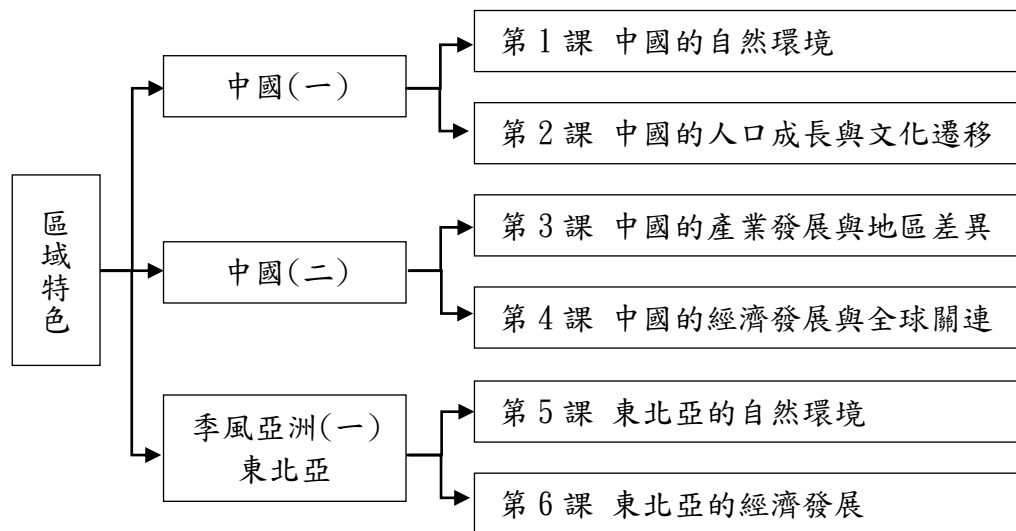 區域特色
中國(一)
第1課 中國的自然環境
第2課 中國的人口成長與文化遷移
中國(二)
第3課 中國的產業發展與地區差異
第4課 中國的經濟發展與全球關連
季風亞洲(一)
東北亞
第5課 東北亞的自然環境
第6課 東北亞的經濟發展